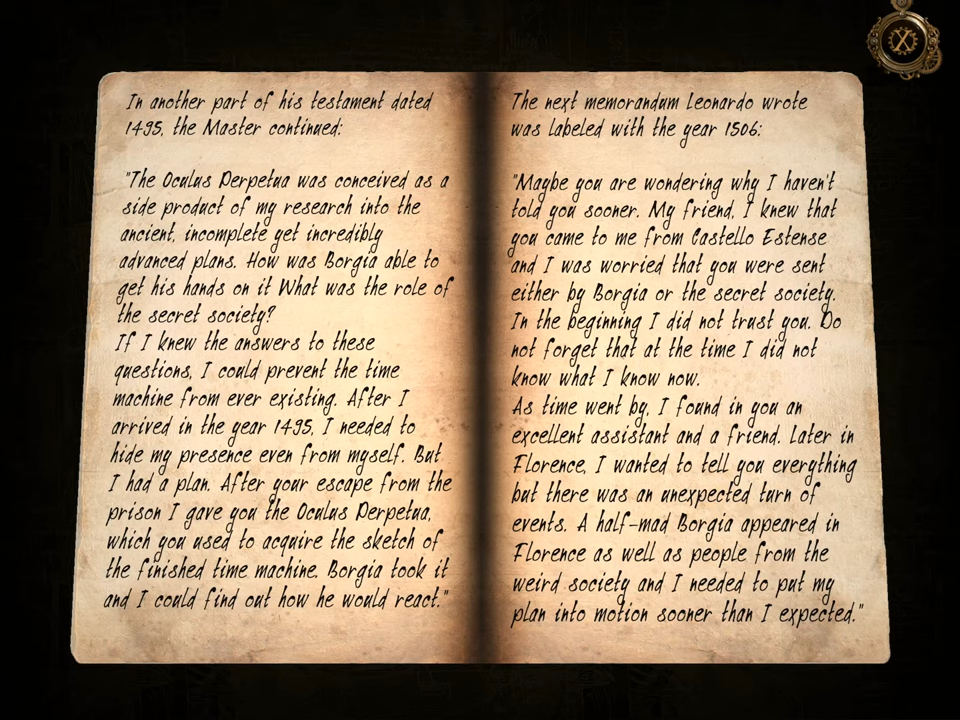 In another part of his testament dated
1495, the Master continued:
"The Oculus Perpetua was conceived as a
side product of my research into the
ancient, incomplete yet incredibly
advanced plans. How was Borgia able to
get his hands on it What was the role of
the secret society?
If I knew the answers to these
questions, I could prevent the time
machine from ever existing. After I
arrived in the year 1495, I needed to
hide my presence even from myself. But
I had a plan. After your escape from the
prison I gave you the Oculus Perpetua,
which you used to acquire the sketch of
the finished time machine. Borgia took it
and I could find out how he would react."
The next memorandum Leonardo wrote
was labeled with the year 1506:
"Maybe you are wondering why I haven't
told you sooner. My friend, I knew that
you came to me from Castello Estense
and I was worried that you were sent
either by Borgia or the secret society.
In the beginning I did not trust you. Do
not forget that at the time I did not
know what I know now.
As time went by, I found in you an
excellent assistant and a friend. Later in
Florence, I wanted to tell you everything
but there was an unexpected turn of
events. A half-mad Borgia appeared in
Florence as well as people from the
weird society and I needed to put my
plan into motion sooner than I expected."